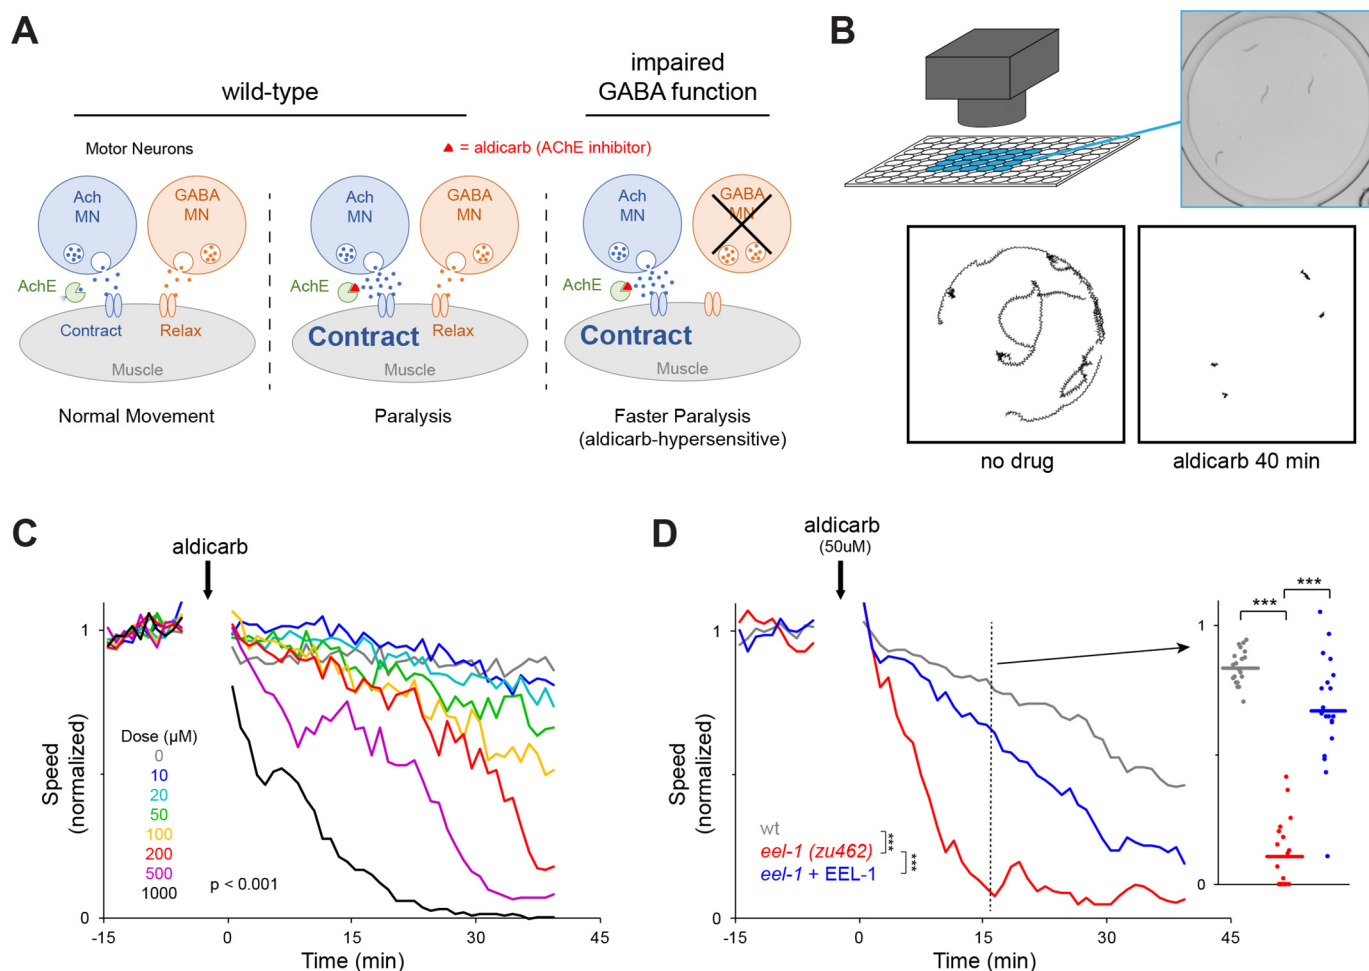 A
wild-type
impaired
GABA function
Motor Neurons
▲ = aldicarb (AChE inhibitor)
Ach
MN
GABA
MN
AchE
Contract
Relax
Muscle
Normal Movement
Ach
MN
GABA
MN
AchE
Contract
Relax
Muscle
Paralysis
Ach
MN
GABA
MN
AchE
Contract
Muscle
Faster Paralysis
(aldicarb-hypersensitive)
B
no drug
aldicarb 40 min
C
aldicarb
Speed
(normalized)
1
0
Dose (µM)
0
10
20
50
100
200
500
1000
p < 0.001
-15
0
15
30
45
Time (min)
D
aldicarb
(50uM)
Speed
(normalized)
1
0
wt
eel-1 (zu462)
eel-1 + EEL-1
***
***
-15
0
15
30
45
Time (min)
***
***
1
0